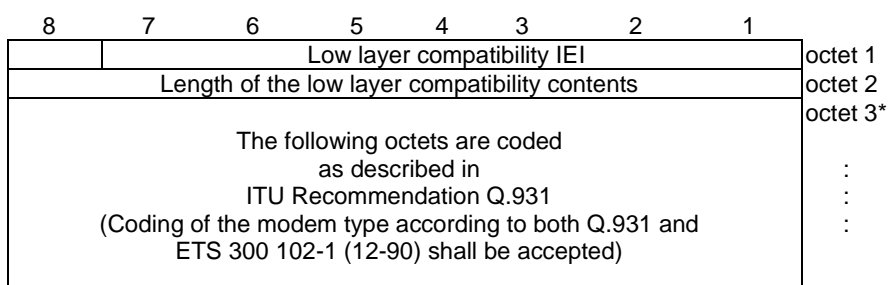 8 7 6 5 4 3 2 1
Low layer compatibility IEI octet 1
Length of the low layer compatibility contents octet 2
octet 3*
The following octets are coded
as described in :
ITU Recommendation Q.931 :
(Coding of the modem type according to both Q.931 and :
ETS 300 102-1 (12-90) shall be accepted)